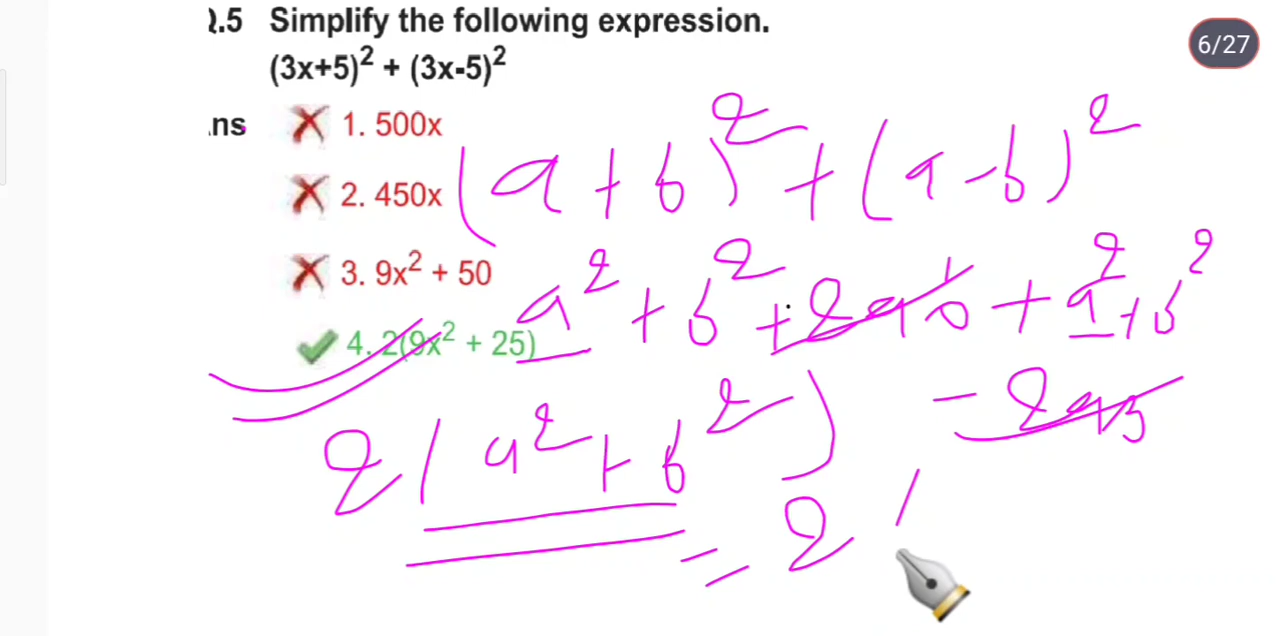 2.5 Simplify the following expression.
(3x+5)² + (3x-5)²
6/27
ns 1. 500x
2. 450x
3. 9x² + 50
4. 2(9x² + 25)
(a+b)² + (a-b)²
a² + b² + 2ab + a² + b²
- 2ab
2(a² + b²)
= 2(